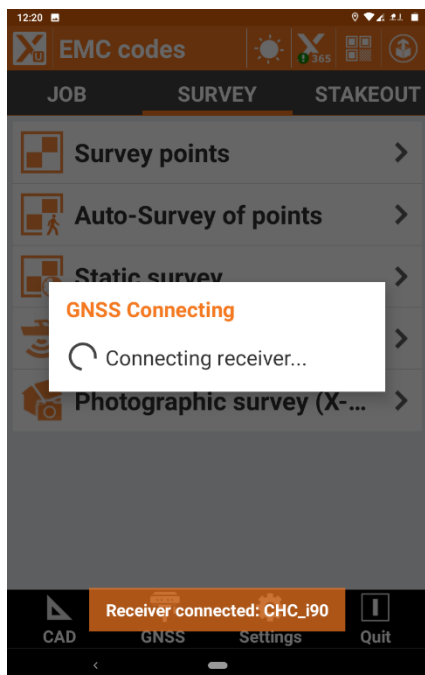 12:20
Xu EMC codes X 365
JOB SURVEY STAKEOUT
Survey points
Auto-Survey of points
Static survey
GNSS Connecting
Connecting receiver...
Photographic survey (X-...
Receiver connected: CHC_i90
CAD GNSS Settings Quit